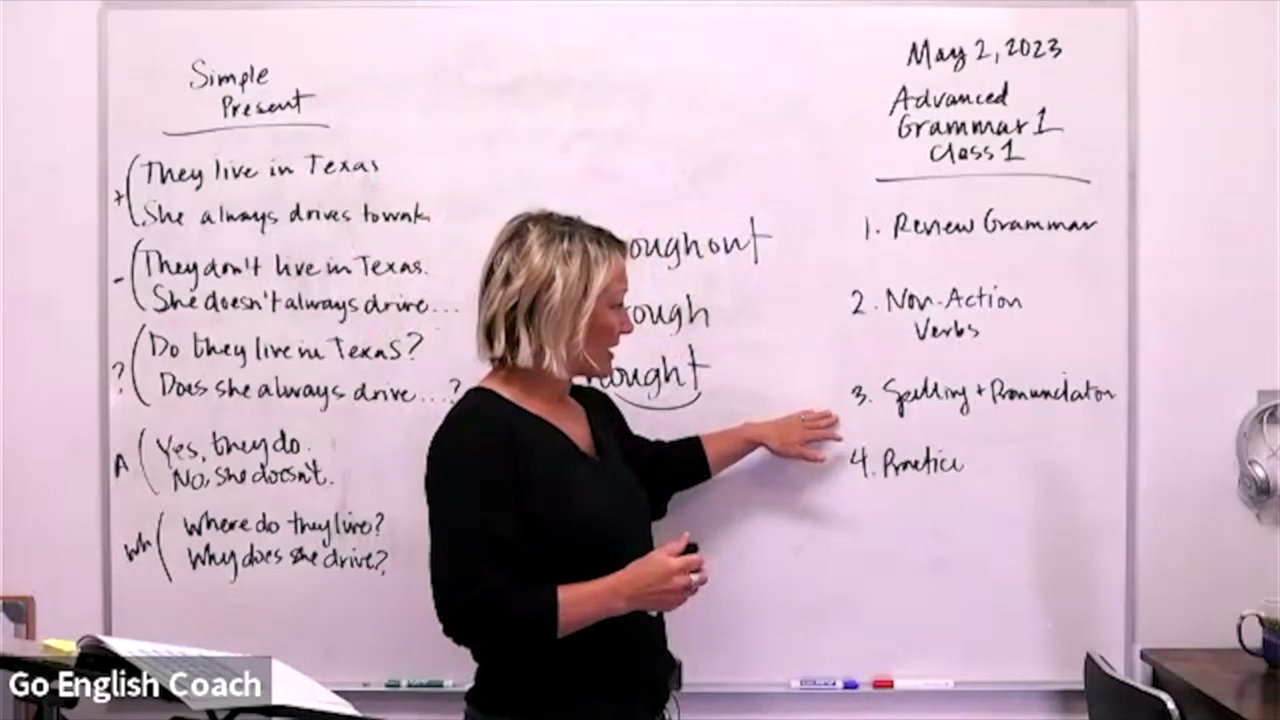 Simple
Present
+ They live in Texas
She always drives to work
- They don't live in Texas.
She doesn't always drive...
? Do they live in Texas?
Does she always drive....?
A Yes, they do.
No, she doesn't.
Wh Where do they live?
Why does she drive?
oughout
ough
ought
May 2, 2023
Advanced
Grammar 1
Class 1
1. Review Grammar
2. Non-Action
Verbs
3. Spelling + Pronunciation
4. Practice
Go English Coach